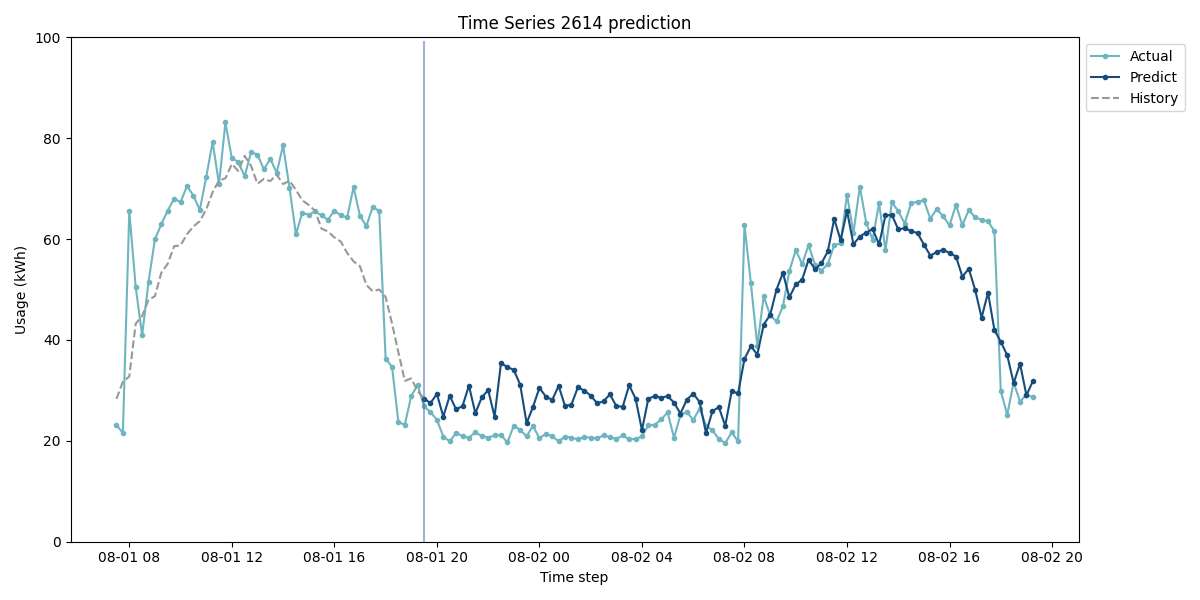 Time Series 2614 prediction
Usage (kWh)
100
80
60
40
20
0
08-01 08
08-01 12
08-01 16
08-01 20
08-02 00
08-02 04
08-02 08
08-02 12
08-02 16
08-02 20
Time step
Actual
Predict
History